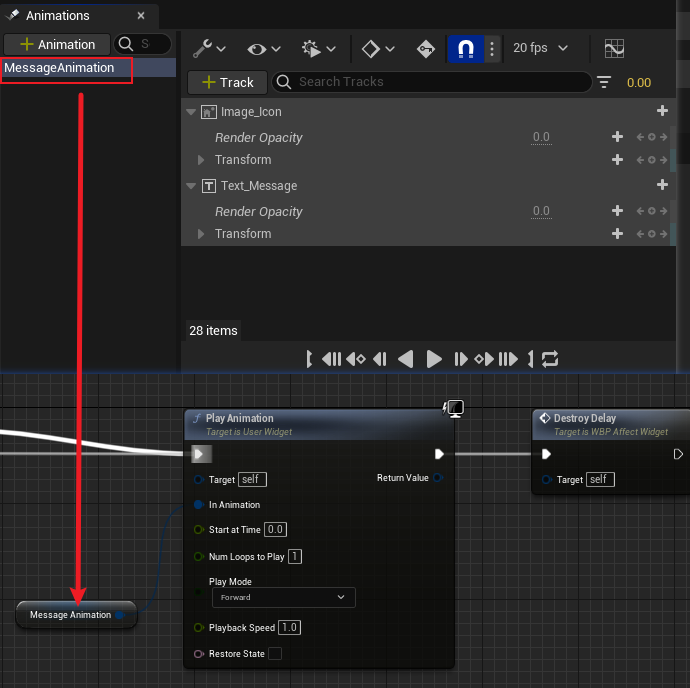 Animations
Animation
S
MessageAnimation
20 fps
Track
Search Tracks
0.00
Image_Icon
Render Opacity 0.0
Transform
T Text_Message
Render Opacity 0.0
Transform
28 items
f Play Animation
Target is User Widget
Target self
Return Value
In Animation
Start at Time 0.0
Num Loops to Play 1
Play Mode
Forward
Playback Speed 1.0
Restore State
Message Animation
Destroy Delay
Target is WBP Affect Widget
Target self